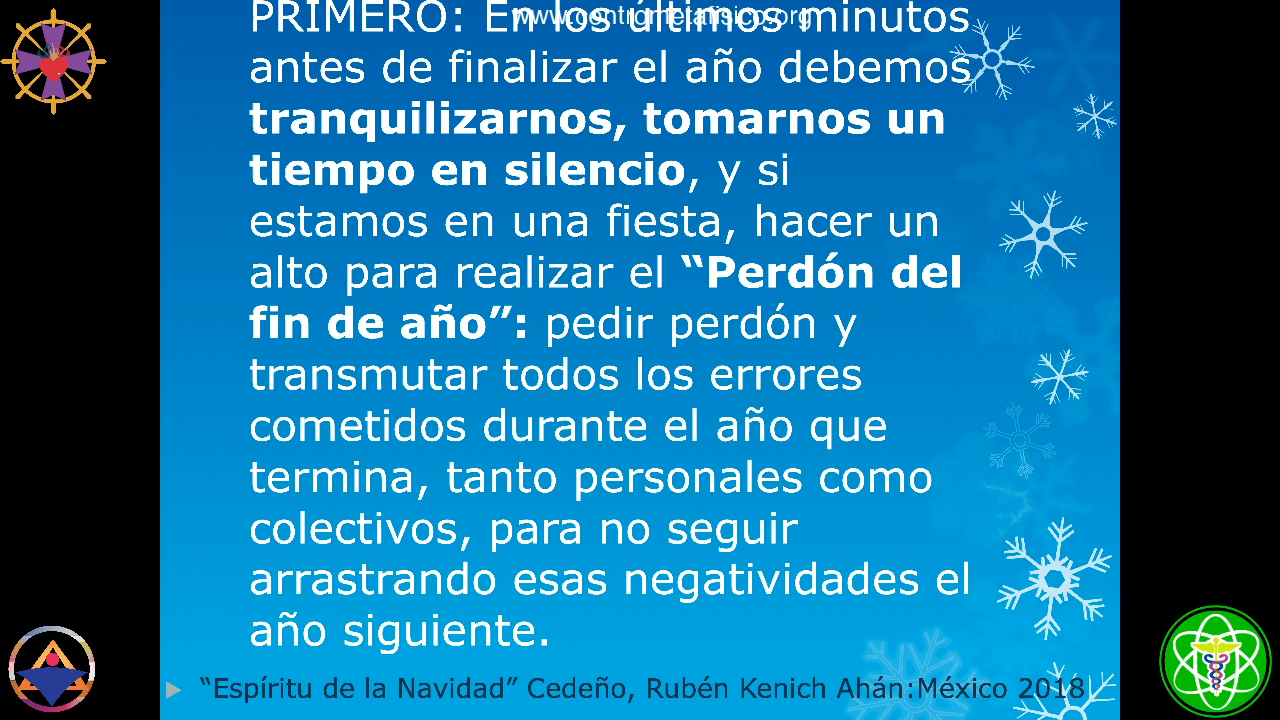 www.centrometafisico.org
PRIMERO: En los últimos minutos
antes de finalizar el año debemos
tranquilizarnos, tomarnos un
tiempo en silencio, y si
estamos en una fiesta, hacer un
alto para realizar el “Perdón del
fin de año”: pedir perdón y
transmutar todos los errores
cometidos durante el año que
termina, tanto personales como
colectivos, para no seguir
arrastrando esas negatividades el
año siguiente.
“Espíritu de la Navidad” Cedeño, Rubén Kenich Ahán:México 2018